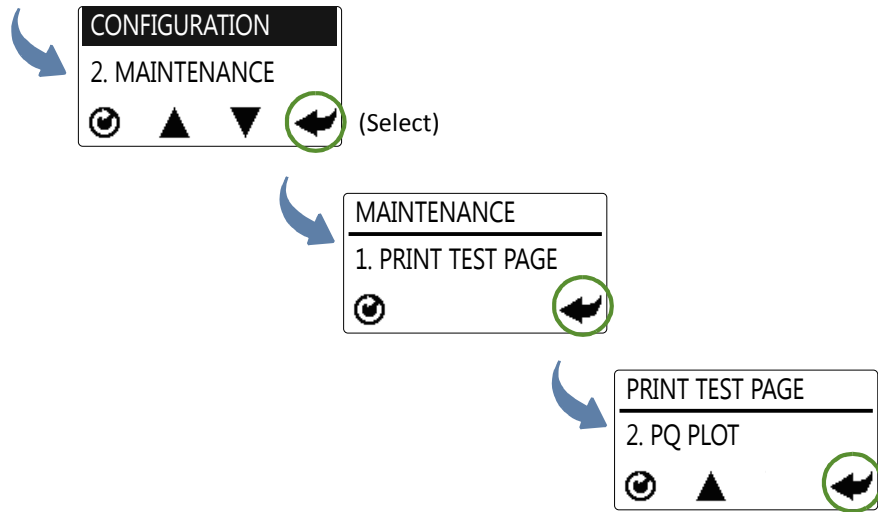 CONFIGURATION
2. MAINTENANCE
(Select)
MAINTENANCE
1. PRINT TEST PAGE
PRINT TEST PAGE
2. PQ PLOT